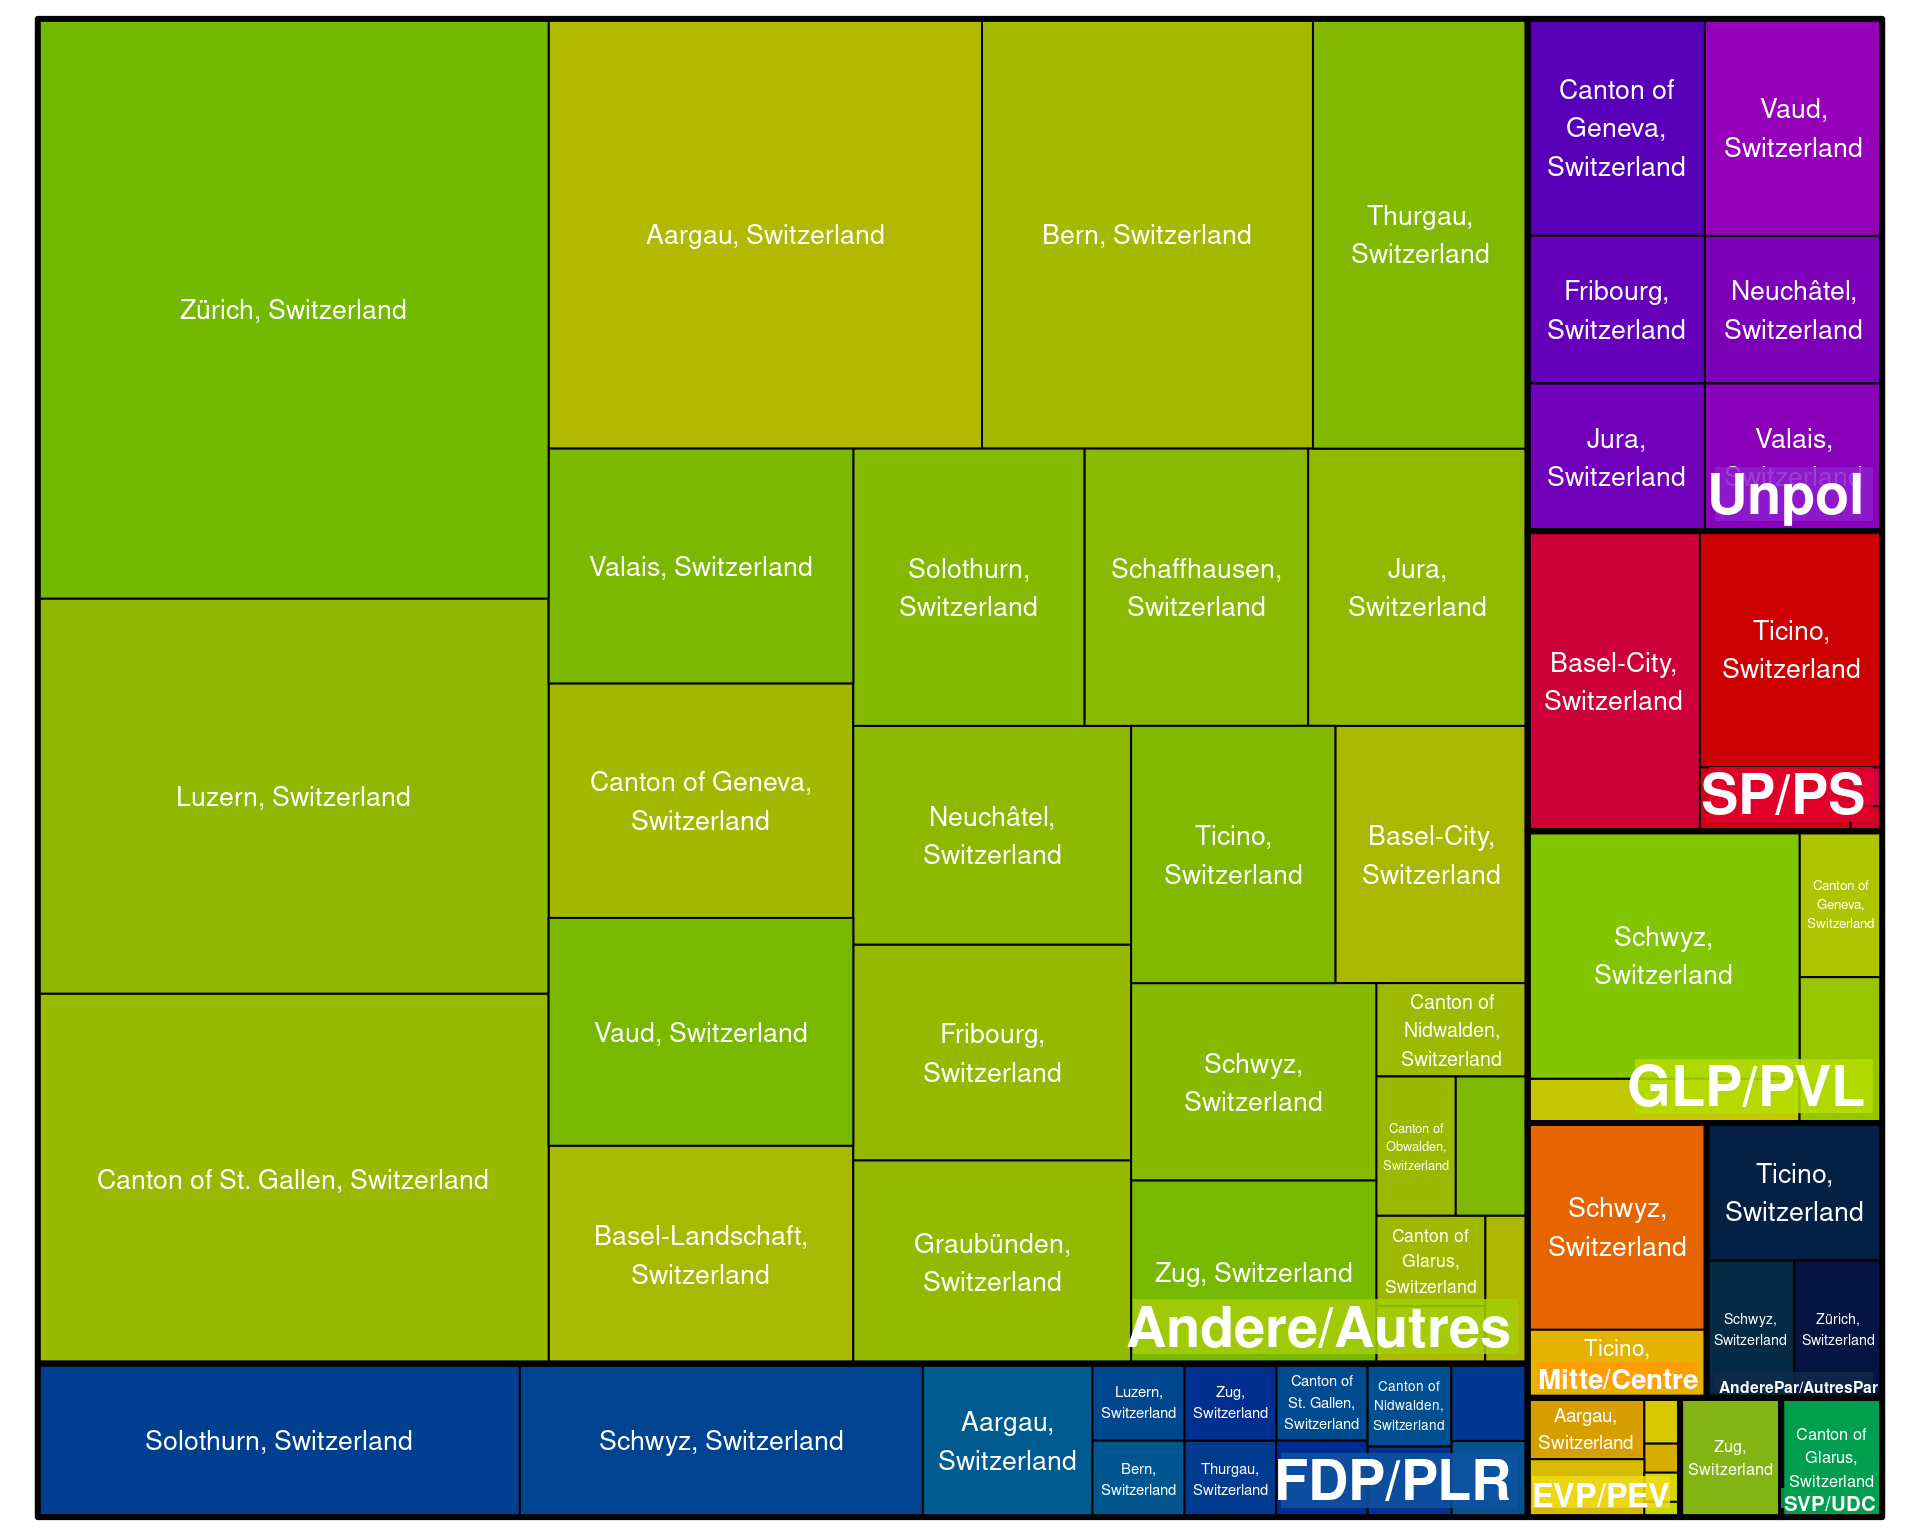 Zürich, Switzerland
Luzern, Switzerland
Canton of St. Gallen, Switzerland
Aargau, Switzerland
Bern, Switzerland
Thurgau,
Switzerland
Valais, Switzerland
Canton of Geneva,
Switzerland
Vaud, Switzerland
Basel-Landschaft,
Switzerland
Solothurn,
Switzerland
Schaffhausen,
Switzerland
Jura,
Switzerland
Neuchâtel,
Switzerland
Fribourg,
Switzerland
Graubünden,
Switzerland
Ticino,
Switzerland
Basel-City,
Switzerland
Schwyz,
Switzerland
Zug, Switzerland
Canton of
Nidwalden,
Switzerland
Canton of
Obwalden,
Switzerland
Canton of
Glarus,
Switzerland
Andere/Autres
Solothurn, Switzerland
Schwyz, Switzerland
Aargau,
Switzerland
Luzern,
Switzerland
Bern,
Switzerland
Zug,
Switzerland
Thurgau,
Switzerland
Canton of
St. Gallen,
Switzerland
Canton of
Nidwalden,
Switzerland
FDP/PLR
Canton of
Geneva,
Switzerland
Vaud,
Switzerland
Fribourg,
Switzerland
Neuchâtel,
Switzerland
Jura,
Switzerland
Valais,
Switzerland
Unpol
Basel-City,
Switzerland
Ticino,
Switzerland
SP/PS
Schwyz,
Switzerland
Canton of
Geneva,
Switzerland
GLP/PVL
Schwyz,
Switzerland
Ticino,
Mitte/Centre
Ticino,
Switzerland
Schwyz,
Switzerland
Zürich,
Switzerland
AnderePar/AutresPar
Aargau,
Switzerland
EVP/PEV
Zug,
Switzerland
Canton of
Glarus,
Switzerland
SVP/UDC